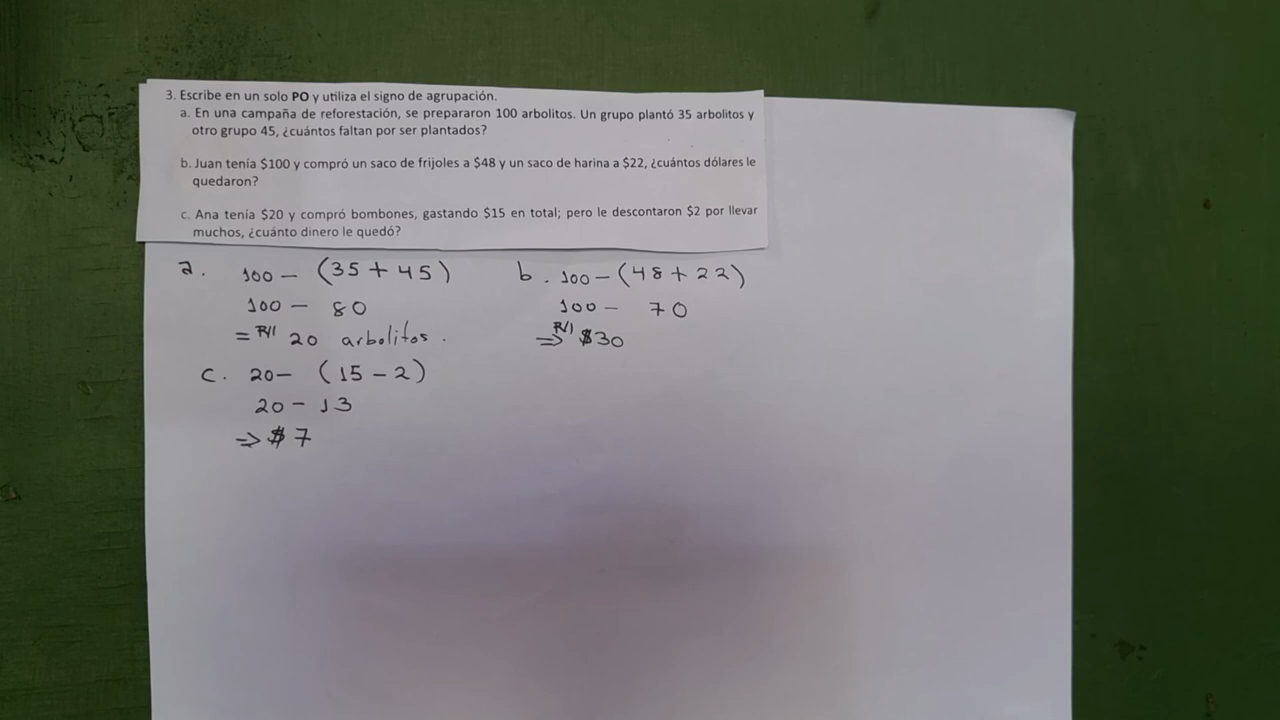 3. Escribe en un solo PO y utiliza el signo de agrupación.
a. En una campaña de reforestación, se prepararon 100 arbolitos. Un grupo plantó 35 arbolitos y
otro grupo 45, ¿cuántos faltan por ser plantados?
b. Juan tenía $100 y compró un saco de frijoles a $48 y un saco de harina a $22, ¿cuántos dólares le
quedaron?
c. Ana tenía $20 y compró bombones, gastando $15 en total; pero le descontaron $2 por llevar
muchos, ¿cuánto dinero le quedó?
a. 100 - (35 + 45)
100 - 80
= R// 20 arbolitos.
b. 100 - (48 + 22)
100 - 70
⇒ R// $30
c. 20 - (15 - 2)
20 - 13
⇒ $7